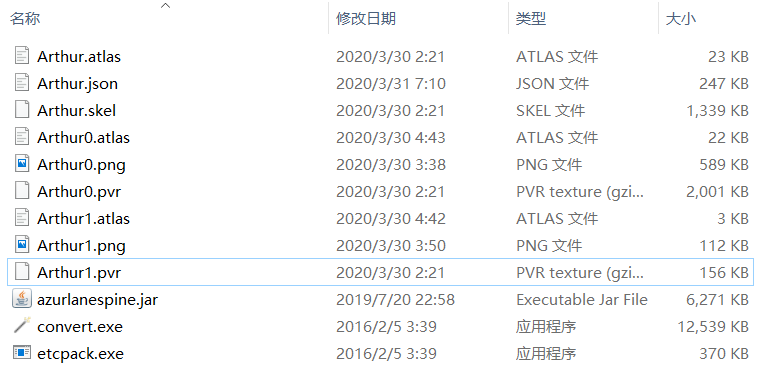 名称 修改日期 类型 大小
Arthur.atlas 2020/3/30 2:21 ATLAS 文件 23 KB
Arthur.json 2020/3/31 7:10 JSON 文件 247 KB
Arthur.skel 2020/3/30 2:21 SKEL 文件 1,339 KB
Arthur0.atlas 2020/3/30 4:43 ATLAS 文件 22 KB
Arthur0.png 2020/3/30 3:38 PNG 文件 589 KB
Arthur0.pvr 2020/3/30 2:21 PVR texture (gzi... 2,001 KB
Arthur1.atlas 2020/3/30 4:42 ATLAS 文件 3 KB
Arthur1.png 2020/3/30 3:50 PNG 文件 112 KB
Arthur1.pvr 2020/3/30 2:21 PVR texture (gzi... 156 KB
azurlanespine.jar 2019/7/20 22:58 Executable Jar File 6,271 KB
convert.exe 2016/2/5 3:39 应用程序 12,539 KB
etcpack.exe 2016/2/5 3:39 应用程序 370 KB